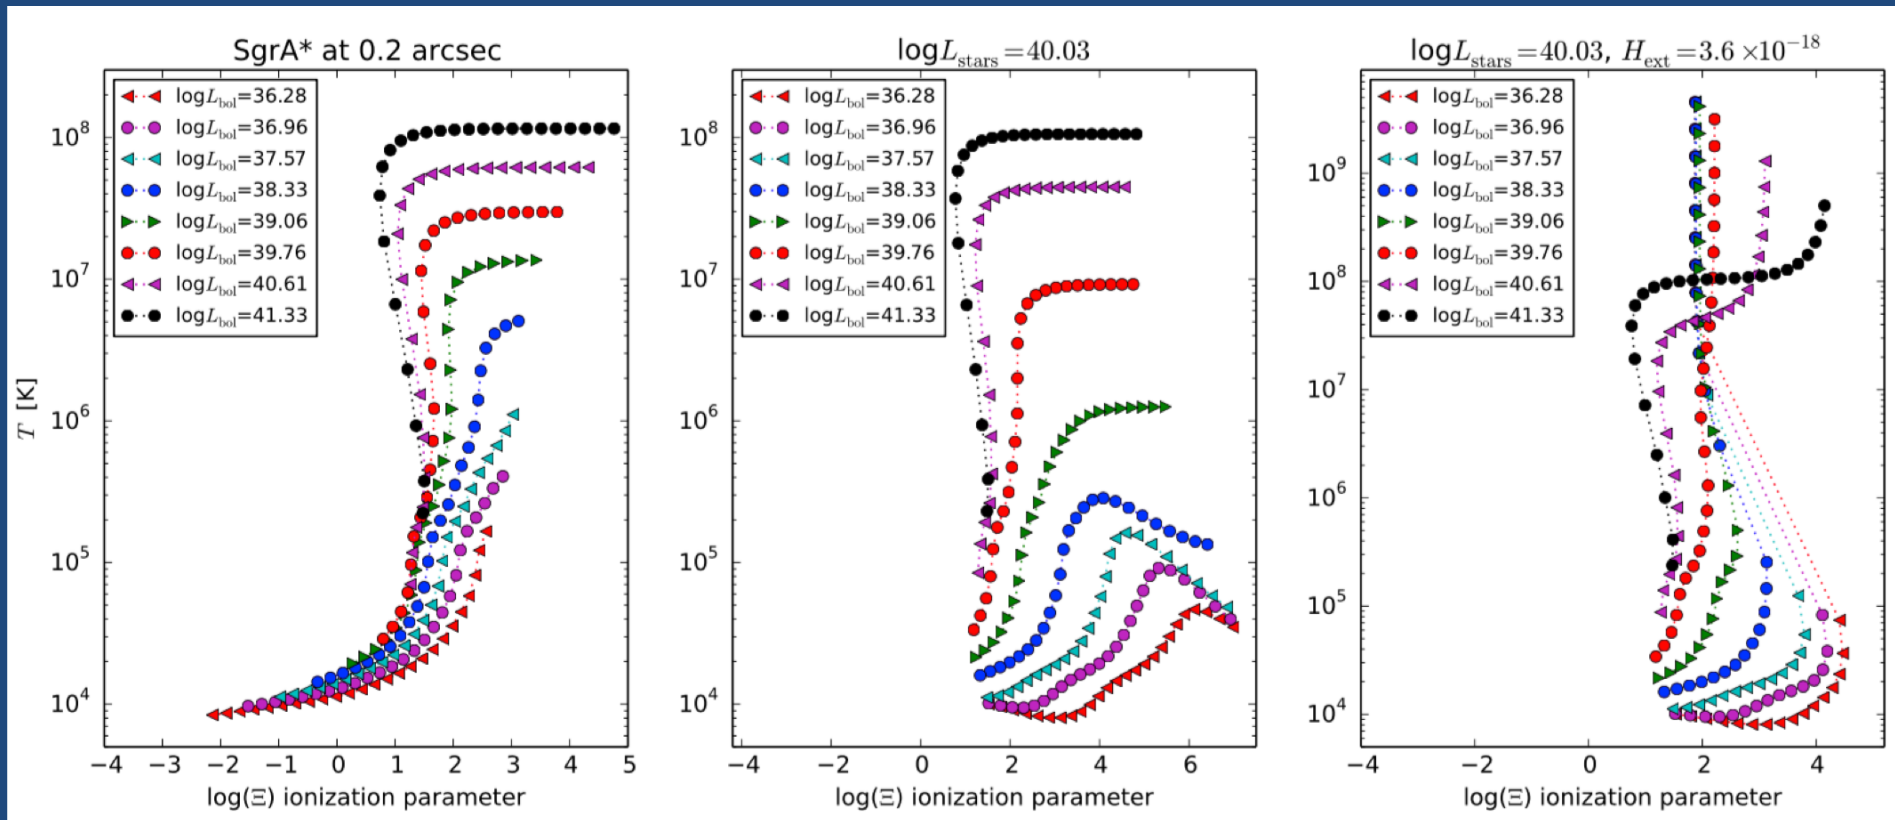 SgrA* at 0.2 arcsec
logL_stars=40.03
logL_stars=40.03, H_ext=3.6×10^-18
logL_bol=36.28
logL_bol=36.96
logL_bol=37.57
logL_bol=38.33
logL_bol=39.06
logL_bol=39.76
logL_bol=40.61
logL_bol=41.33
T [K]
10^8
10^7
10^6
10^5
10^4
−4 −3 −2 −1 0 1 2 3 4 5
log(Ξ) ionization parameter
logL_bol=36.28
logL_bol=36.96
logL_bol=37.57
logL_bol=38.33
logL_bol=39.06
logL_bol=39.76
logL_bol=40.61
logL_bol=41.33
10^8
10^7
10^6
10^5
10^4
−4 −2 0 2 4 6
log(Ξ) ionization parameter
logL_bol=36.28
logL_bol=36.96
logL_bol=37.57
logL_bol=38.33
logL_bol=39.06
logL_bol=39.76
logL_bol=40.61
logL_bol=41.33
10^9
10^8
10^7
10^6
10^5
10^4
−4 −2 0 2 4
log(Ξ) ionization parameter